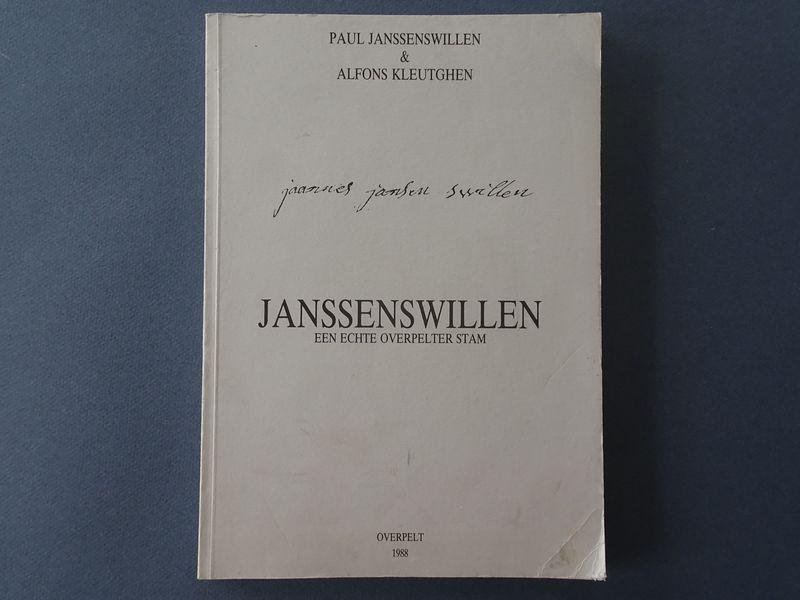 PAUL JANSSENSWILLEN
&
ALFONS KLEUTGHEN
joannes jansen swillen
JANSSENSWILLEN
EEN ECHTE OVERPELTER STAM
OVERPELT
1988